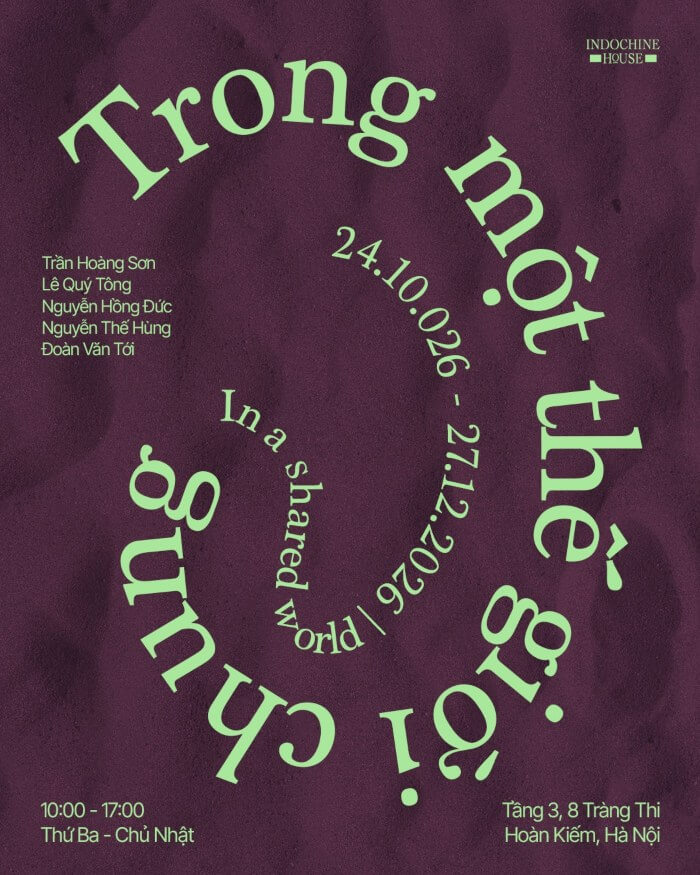 INDOCHINE
HOUSE
Trong một thế giới chung
24.10.026 - 27.12.2026 | In a shared world
Trần Hoàng Sơn
Lê Quý Tông
Nguyễn Hồng Đức
Nguyễn Thế Hùng
Đoàn Văn Tới
10:00 - 17:00
Thứ Ba - Chủ Nhật
Tầng 3, 8 Tràng Thi
Hoàn Kiếm, Hà Nội